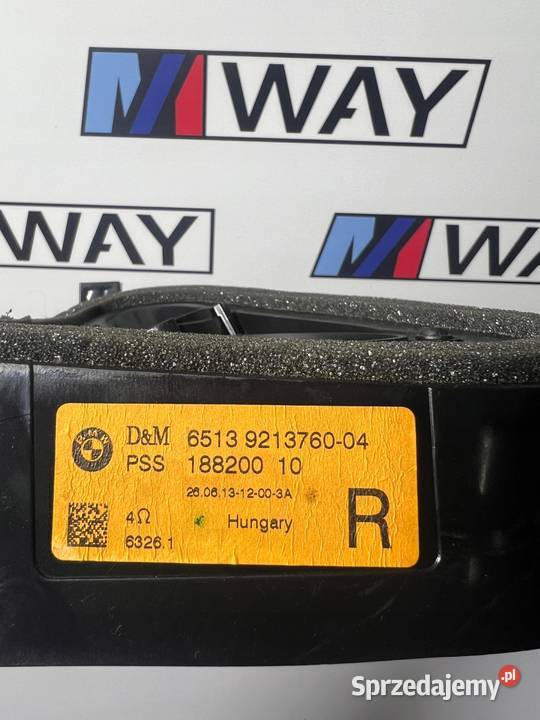 M WAY
WAY
M WAY
BMW
D&M 6513 9213760-04
PSS 188200 10
26.06.13-12-00-3A
4Ω Hungary
6326.1
R
Sprzedajemy.pl